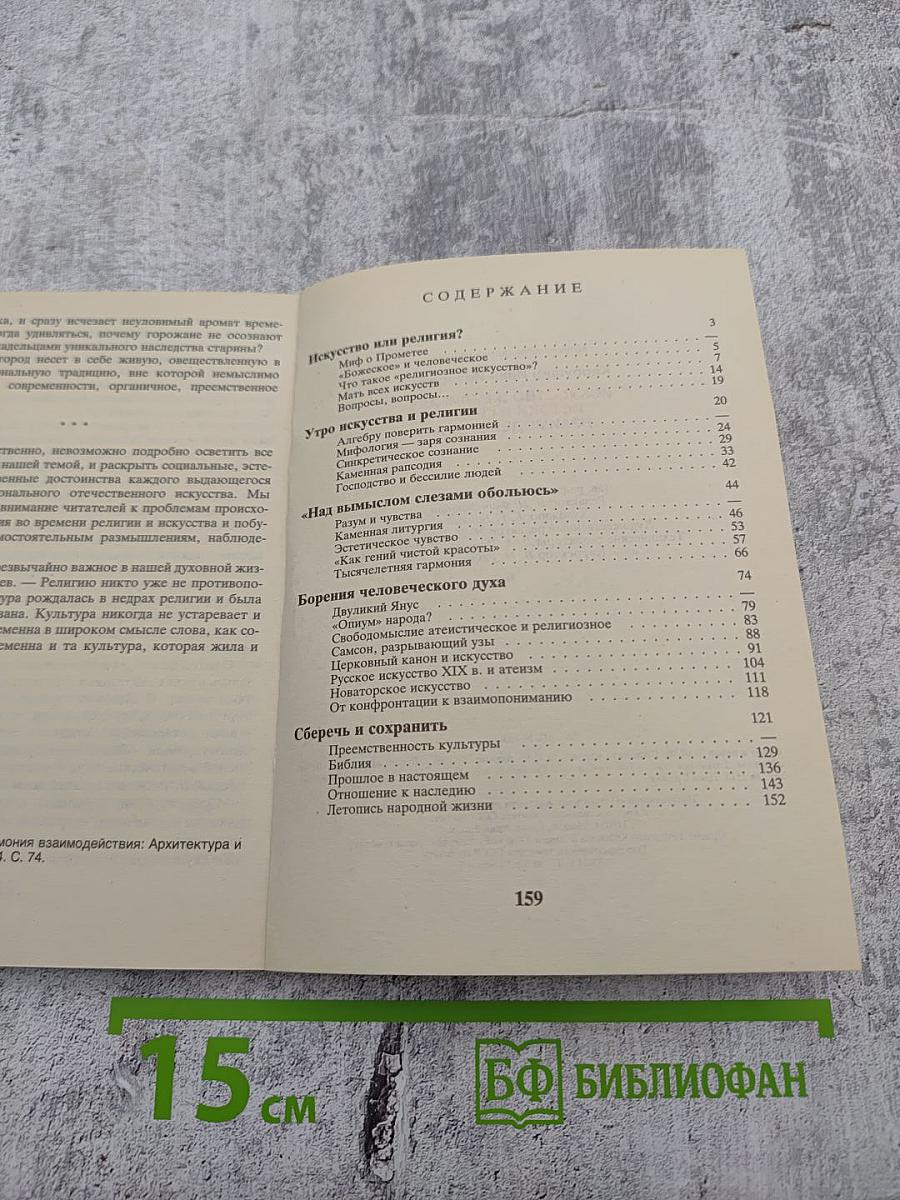 ка, и сразу исчезает неуловимый аромат време-
огда удивляться, почему горожане не осознают
адельцами уникального наследства старины?
город несет в себе живую, овеществленную в
нальную традицию, вне которой немыслимо
современности, органичное, преемственное
* * *
ственно, невозможно подробно осветить все
нашей темой, и раскрыть социальные, эсте-
венные достоинства каждого выдающегося
онального отечественного искусства. Мы
внимание читателей к проблемам происхо-
ия во времени религии и искусства и побу-
мостоятельным размышлениям, наблюде-
резвычайно важное в нашей духовной жиз-
ев. — Религию никто уже не противопо-
тура рождалась в недрах религии и была
вана. Культура никогда не устаревает и
ременна в широком смысле слова, как со-
еменна и та культура, которая жила и
мония взаимодействия: Архитектура и
4. С. 74.
СОДЕРЖАНИЕ
Искусство или религия? 3
Миф о Прометее . . . —
«Божеское» и человеческое . . . 5
Что такое «религиозное искусство»? . . . 7
Мать всех искусств . . . 14
Вопросы, вопросы... . . . 19
Утро искусства и религии 20
Алгебру поверить гармонией . . . —
Мифология — заря сознания . . . 24
Синкретическое сознание . . . 29
Каменная рапсодия . . . 33
Господство и бессилие людей . . . 42
«Над вымыслом слезами обольюсь» 44
Разум и чувства . . . —
Каменная литургия . . . 46
Эстетическое чувство . . . 53
«Как гений чистой красоты» . . . 57
Тысячелетняя гармония . . . 66
Борения человеческого духа 74
Двуликий Янус . . . —
«Опиум» народа? . . . 79
Свободомыслие атеистическое и религиозное . . . 83
Самсон, разрывающий узы . . . 88
Церковный канон и искусство . . . 91
Русское искусство XIX в. и атеизм . . . 104
Новаторское искусство . . . 111
От конфронтации к взаимопониманию . . . 118
Сберечь и сохранить 121
Преемственность культуры . . . —
Библия . . . 129
Прошлое в настоящем . . . 136
Отношение к наследию . . . 143
Летопись народной жизни . . . 152
159
15 см
БФ БИБЛИОФАН